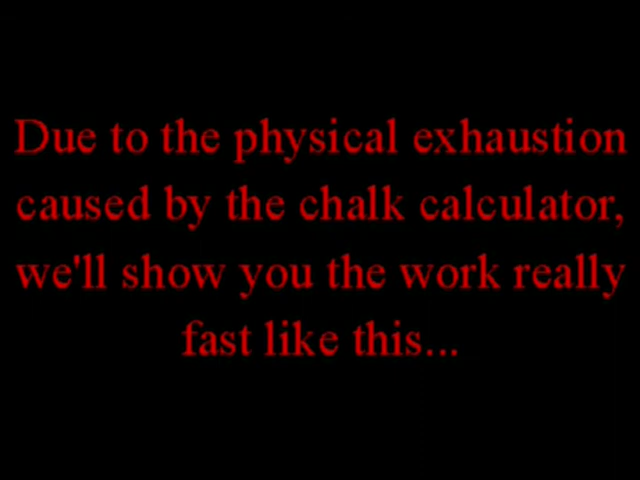 Due to the physical exhaustion
caused by the chalk calculator,
we'll show you the work really
fast like this...